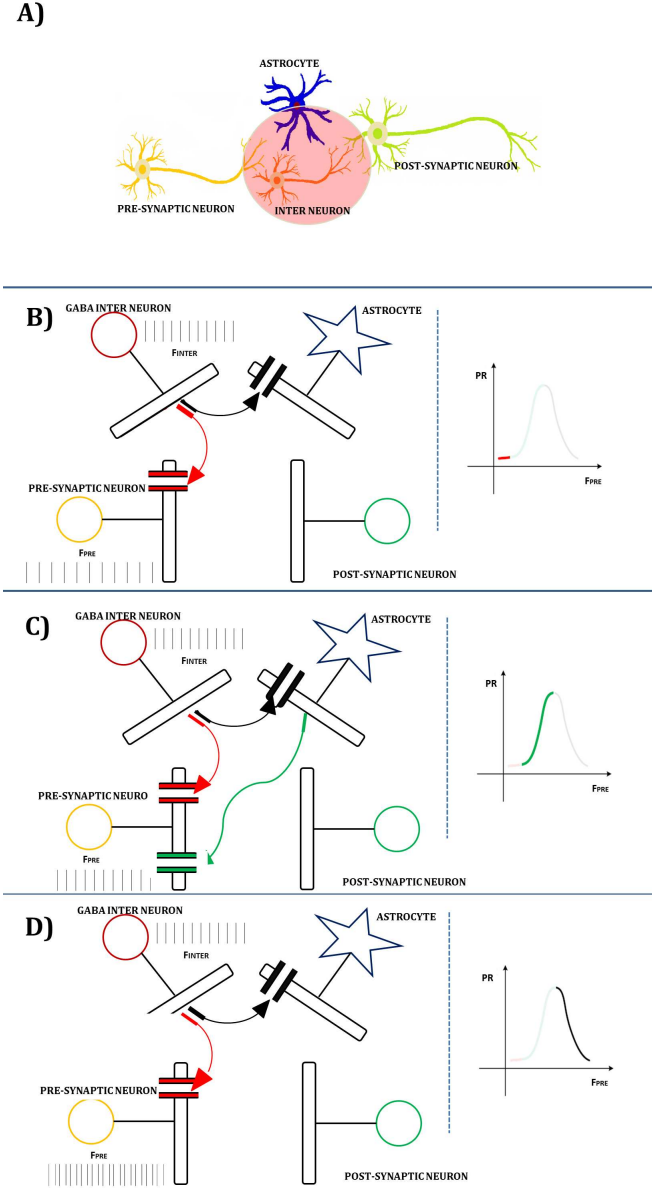 A)
ASTROCYTE
POST-SYNAPTIC NEURON
PRE-SYNAPTIC NEURON
INTER NEURON
B)
GABA INTER NEURON
ASTROCYTE
FINTER
PR
FPRE
PRE-SYNAPTIC NEURON
FPRE
POST-SYNAPTIC NEURON
C)
GABA INTER NEURON
ASTROCYTE
FINTER
PR
FPRE
PRE-SYNAPTIC NEURO
FPRE
POST-SYNAPTIC NEURON
D)
GABA INTER NEURON
ASTROCYTE
FINTER
PR
FPRE
PRE-SYNAPTIC NEURON
FPRE
POST-SYNAPTIC NEURON